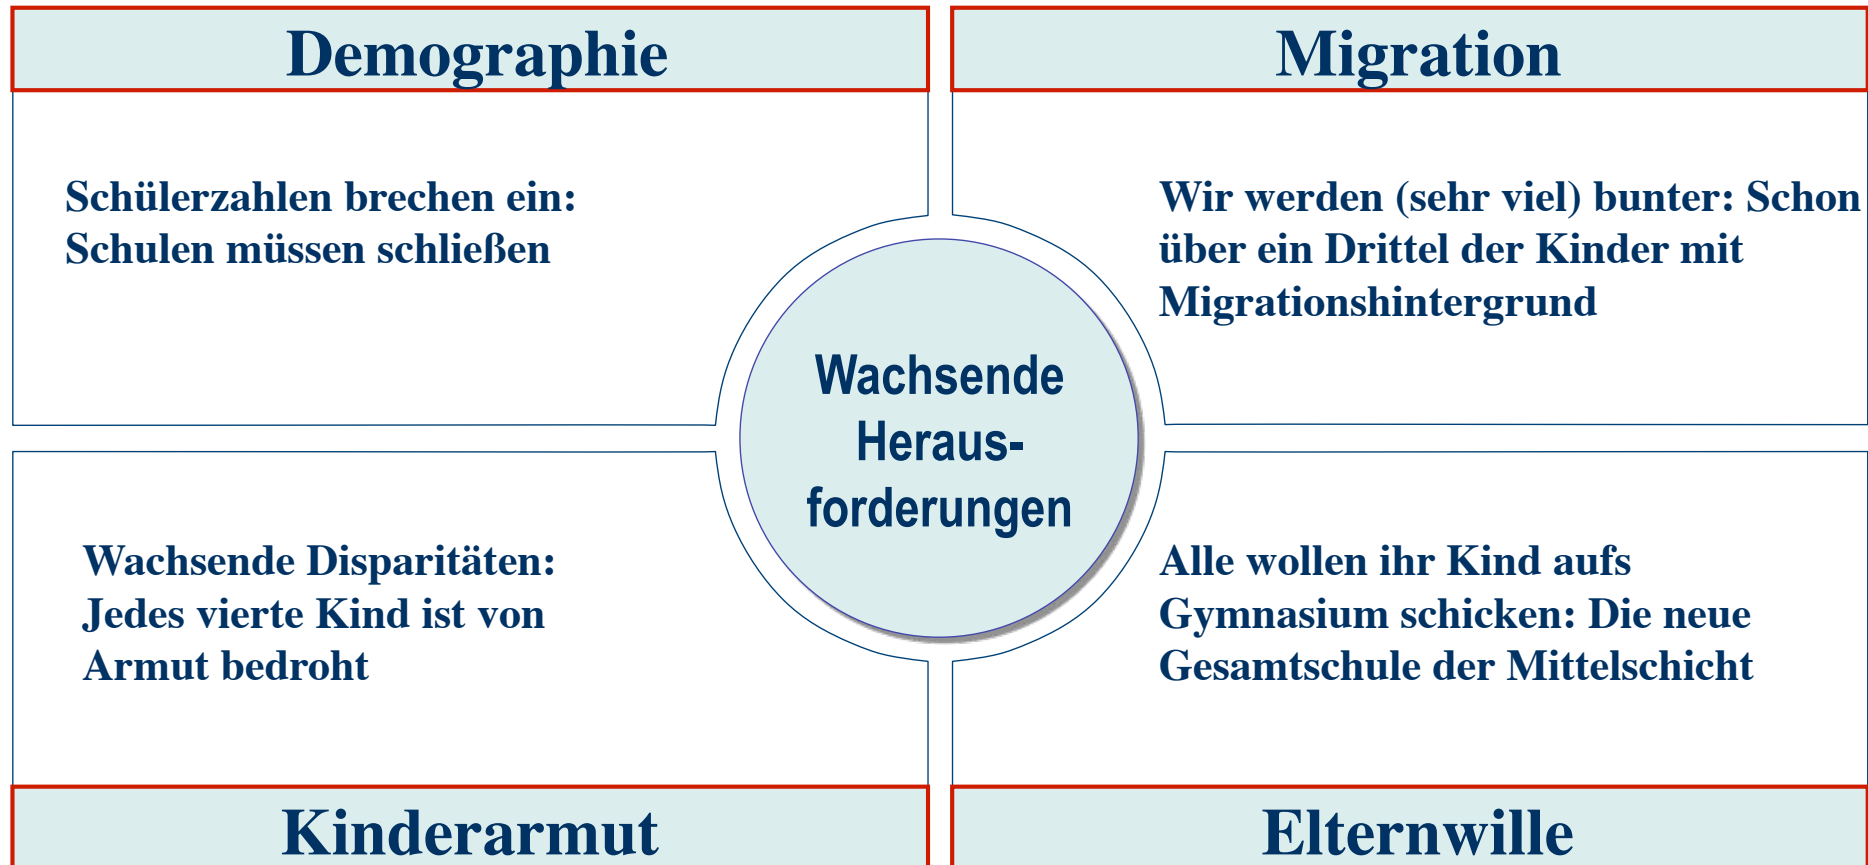 Demographie
Schülerzahlen brechen ein:
Schulen müssen schließen
Migration
Wir werden (sehr viel) bunter: Schon
über ein Drittel der Kinder mit
Migrationshintergrund
Wachsende
Heraus-
forderungen
Wachsende Disparitäten:
Jedes vierte Kind ist von
Armut bedroht
Kinderarmut
Alle wollen ihr Kind aufs
Gymnasium schicken: Die neue
Gesamtschule der Mittelschicht
Elternwille